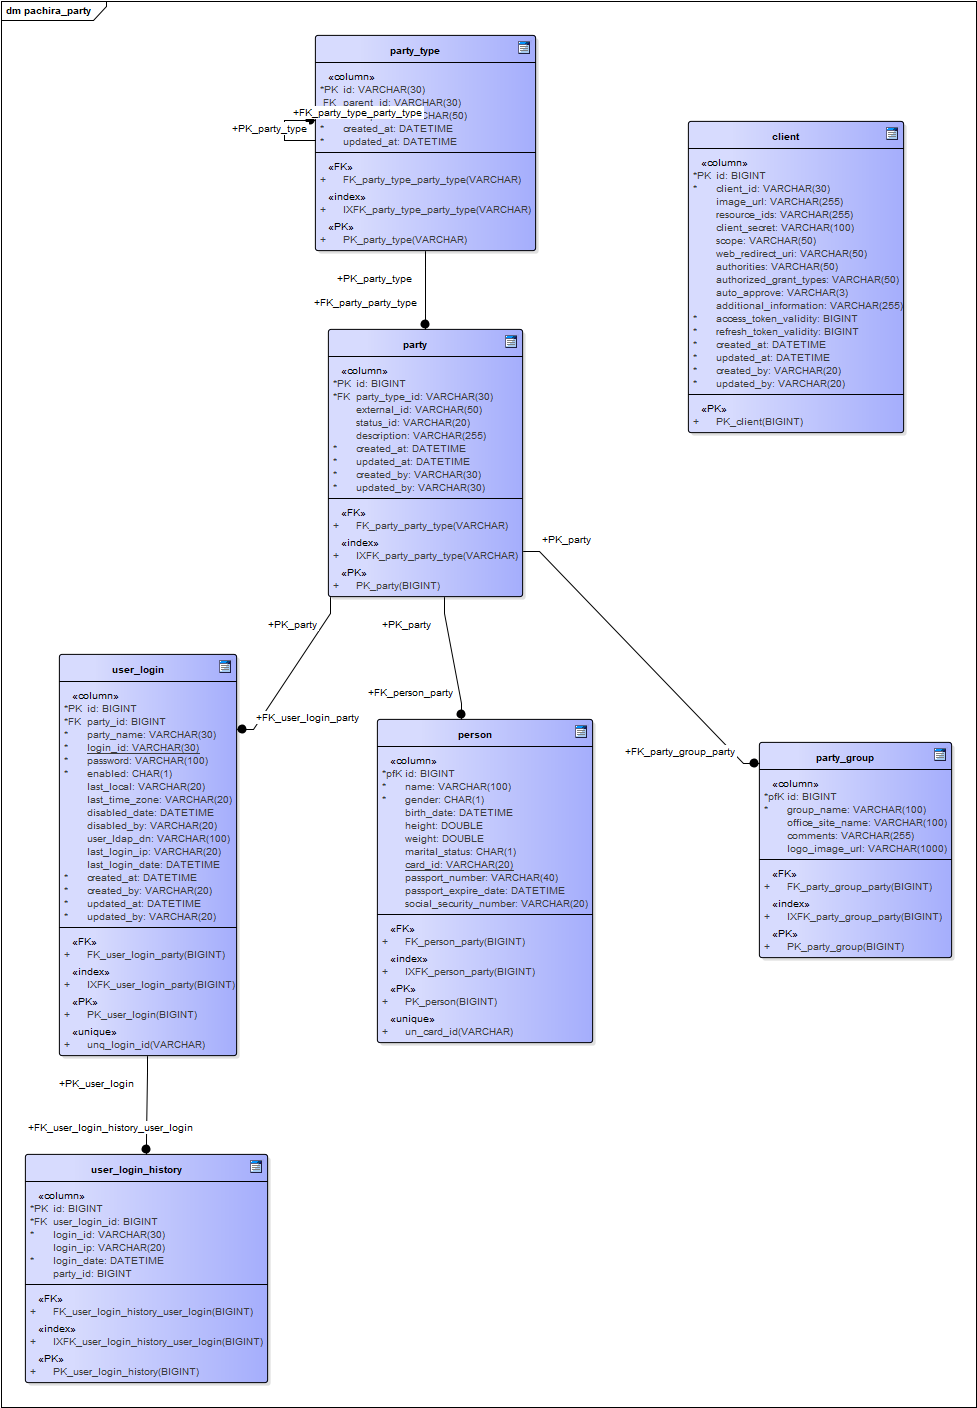 dm pachira_party
party_type
«column»
*PK id: VARCHAR(30)
FK parent_id: VARCHAR(30)
+FK_party_type_party_type
CHAR(50)
+PK_party_type
* created_at: DATETIME
* updated_at: DATETIME
«FK»
+ FK_party_type_party_type(VARCHAR)
«index»
+ IXFK_party_type_party_type(VARCHAR)
«PK»
+ PK_party_type(VARCHAR)
+PK_party_type
+FK_party_party_type
client
«column»
*PK id: BIGINT
* client_id: VARCHAR(30)
image_url: VARCHAR(255)
resource_ids: VARCHAR(255)
client_secret: VARCHAR(100)
scope: VARCHAR(50)
web_redirect_uri: VARCHAR(50)
authorities: VARCHAR(50)
authorized_grant_types: VARCHAR(50)
auto_approve: VARCHAR(3)
additional_information: VARCHAR(255)
* access_token_validity: BIGINT
* refresh_token_validity: BIGINT
* created_at: DATETIME
* updated_at: DATETIME
* created_by: VARCHAR(20)
* updated_by: VARCHAR(20)
«PK»
+ PK_client(BIGINT)
party
«column»
*PK id: BIGINT
*FK party_type_id: VARCHAR(30)
external_id: VARCHAR(50)
status_id: VARCHAR(20)
description: VARCHAR(255)
* created_at: DATETIME
* updated_at: DATETIME
* created_by: VARCHAR(30)
* updated_by: VARCHAR(30)
«FK»
+ FK_party_party_type(VARCHAR)
«index»
+ IXFK_party_party_type(VARCHAR)
«PK»
+ PK_party(BIGINT)
+PK_party
+PK_party
+PK_party
+FK_user_login_party
+FK_person_party
+FK_party_group_party
user_login
«column»
*PK id: BIGINT
*FK party_id: BIGINT
* party_name: VARCHAR(30)
* login_id: VARCHAR(30)
* password: VARCHAR(100)
* enabled: CHAR(1)
last_local: VARCHAR(20)
last_time_zone: VARCHAR(20)
disabled_date: DATETIME
disabled_by: VARCHAR(20)
user_ldap_dn: VARCHAR(100)
last_login_ip: VARCHAR(20)
last_login_date: DATETIME
* created_at: DATETIME
* created_by: VARCHAR(20)
* updated_at: DATETIME
* updated_by: VARCHAR(20)
«FK»
+ FK_user_login_party(BIGINT)
«index»
+ IXFK_user_login_party(BIGINT)
«PK»
+ PK_user_login(BIGINT)
«unique»
+ unq_login_id(VARCHAR)
person
«column»
*pfK id: BIGINT
* name: VARCHAR(100)
* gender: CHAR(1)
birth_date: DATETIME
height: DOUBLE
weight: DOUBLE
marital_status: CHAR(1)
card_id: VARCHAR(20)
passport_number: VARCHAR(40)
passport_expire_date: DATETIME
social_security_number: VARCHAR(20)
«FK»
+ FK_person_party(BIGINT)
«index»
+ IXFK_person_party(BIGINT)
«PK»
+ PK_person(BIGINT)
«unique»
+ un_card_id(VARCHAR)
party_group
«column»
*pfK id: BIGINT
* group_name: VARCHAR(100)
office_site_name: VARCHAR(100)
comments: VARCHAR(255)
logo_image_url: VARCHAR(1000)
«FK»
+ FK_party_group_party(BIGINT)
«index»
+ IXFK_party_group_party(BIGINT)
«PK»
+ PK_party_group(BIGINT)
+PK_user_login
+FK_user_login_history_user_login
user_login_history
«column»
*PK id: BIGINT
*FK user_login_id: BIGINT
* login_id: VARCHAR(30)
login_ip: VARCHAR(20)
* login_date: DATETIME
party_id: BIGINT
«FK»
+ FK_user_login_history_user_login(BIGINT)
«index»
+ IXFK_user_login_history_user_login(BIGINT)
«PK»
+ PK_user_login_history(BIGINT)